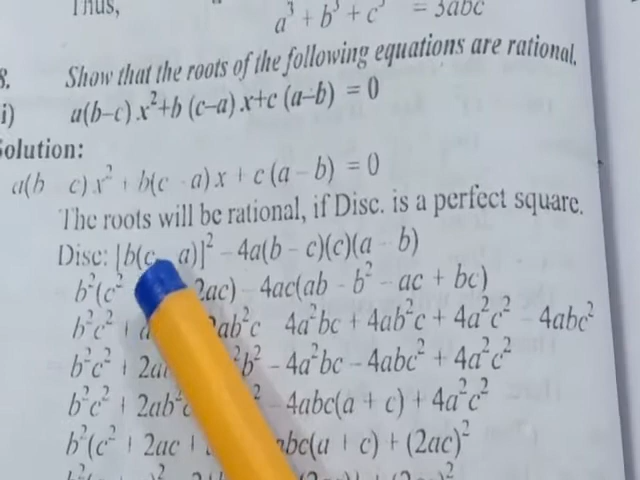 Thus,
a³ + b³ + c³ = 3abc
8. Show that the roots of the following equations are rational.
i) a(b–c) x²+b (c–a) x+c (a–b) = 0
Solution:
a(b c) x² + b(c - a) x + c (a – b) = 0
The roots will be rational, if Disc. is a perfect square.
Disc: [b(c a)]² – 4a(b – c)(c)(a b)
b²(c² 2ac) – 4ac(ab - b² – ac + bc)
b²c² + 2ab²c 4a²bc + 4ab²c + 4a²c² – 4abc²
b²c² + b² – 4a²bc – 4abc² + 4a²c²
b²c² + 2ab²c – 4abc(a + c) + 4a²c²
b²(c² + 2ac + abc(a + c) + (2ac)²